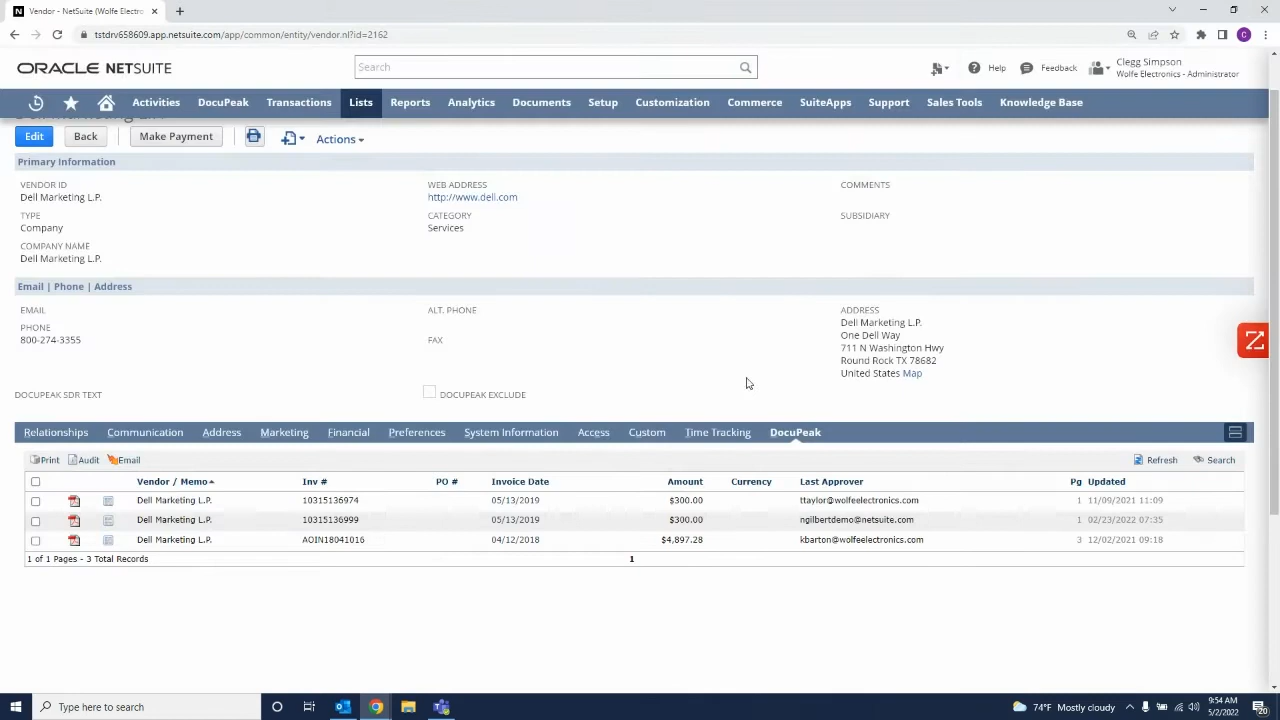 N Vendor - NetSuite (Wolfe Electro
tstdrv658609.app.netsuite.com/app/common/entity/vendor.nl?id=2162
C
ORACLE NETSUITE
Search
Help
Feedback
Clegg Simpson
Wolfe Electronics - Administrator
Activities DocuPeak Transactions Lists Reports Analytics Documents Setup Customization Commerce SuiteApps Support Sales Tools Knowledge Base
Dell Marketing L.P.
Edit Back Make Payment Actions
Primary Information
VENDOR ID
Dell Marketing L.P.
TYPE
Company
COMPANY NAME
Dell Marketing L.P.
WEB ADDRESS
http://www.dell.com
CATEGORY
Services
COMMENTS
SUBSIDIARY
Email | Phone | Address
EMAIL
PHONE
800-274-3355
ALT. PHONE
FAX
ADDRESS
Dell Marketing L.P.
One Dell Way
711 N Washington Hwy
Round Rock TX 78682
United States Map
DOCUPEAK SDR TEXT
DOCUPEAK EXCLUDE
Relationships Communication Address Marketing Financial Preferences System Information Access Custom Time Tracking DocuPeak
Print Audit Email Refresh Search
Vendor / Memo Inv # PO # Invoice Date Amount Currency Last Approver Pg Updated
Dell Marketing L.P. 10315136974 05/13/2019 $300.00 ttaylor@wolfeelectronics.com 1 11/09/2021 11:09
Dell Marketing L.P. 10315136999 05/13/2019 $300.00 ngilbertdemo@netsuite.com 1 02/23/2022 07:35
Dell Marketing L.P. AOIN18041016 04/12/2018 $4,897.28 kbarton@wolfeelectronics.com 3 12/02/2021 09:18
1 of 1 Pages - 3 Total Records 1
Type here to search
74°F Mostly cloudy
9:54 AM
5/2/2022
20